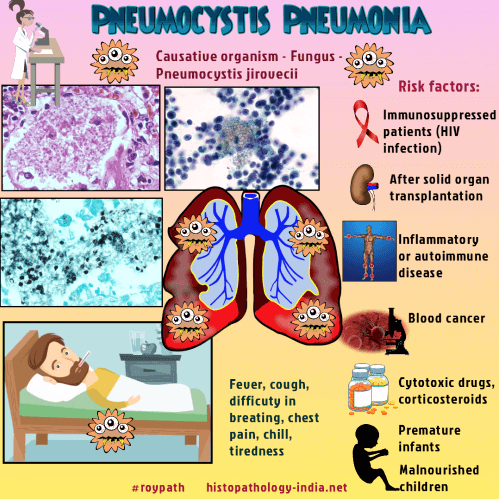 Pneumocystis Pneumonia
Causative organism - Fungus -
Pneumocystis jirovecii
Risk factors:
Immunosuppressed
patients (HIV
infection)
After solid organ
transplantation
Inflammatory
or autoimmune
disease
Blood cancer
Cytotoxic drugs,
corticosteroids
Premature
infants
Malnourished
children
Fever, cough,
difficuty in
breating, chest
pain, chill,
tiredness
#roypath histopathology-india.net